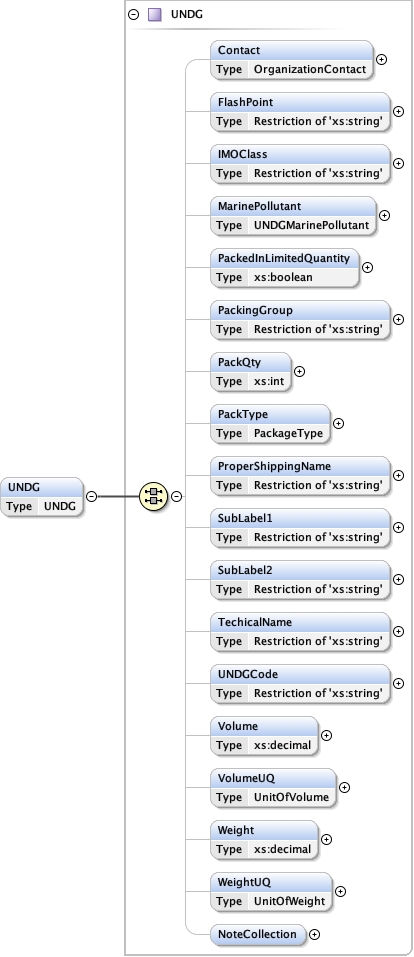 UNDG
Contact
Type OrganizationContact
FlashPoint
Type Restriction of 'xs:string'
IMOClass
Type Restriction of 'xs:string'
MarinePollutant
Type UNDGMarinePollutant
PackedInLimitedQuantity
Type xs:boolean
PackingGroup
Type Restriction of 'xs:string'
PackQty
Type xs:int
PackType
Type PackageType
ProperShippingName
Type Restriction of 'xs:string'
UNDG
Type UNDG
SubLabel1
Type Restriction of 'xs:string'
SubLabel2
Type Restriction of 'xs:string'
TechicalName
Type Restriction of 'xs:string'
UNDGCode
Type Restriction of 'xs:string'
Volume
Type xs:decimal
VolumeUQ
Type UnitOfVolume
Weight
Type xs:decimal
WeightUQ
Type UnitOfWeight
NoteCollection